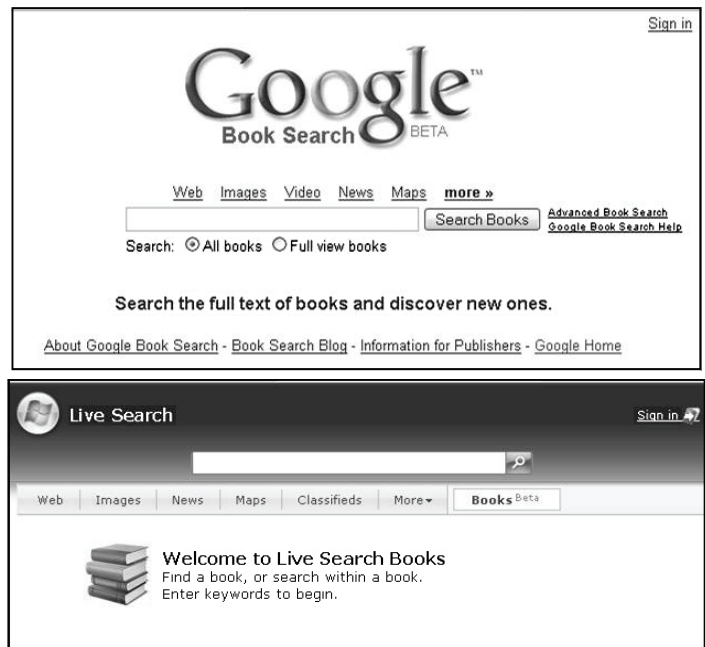 Sign in
Google™
Book Search BETA
Web Images Video News Maps more »
Search Books
Advanced Book Search
Google Book Search Help
Search: All books Full view books
Search the full text of books and discover new ones.
About Google Book Search - Book Search Blog - Information for Publishers - Google Home
Live Search
Sign in
Web Images News Maps Classifieds More Books Beta
Welcome to Live Search Books
Find a book, or search within a book.
Enter keywords to begin.